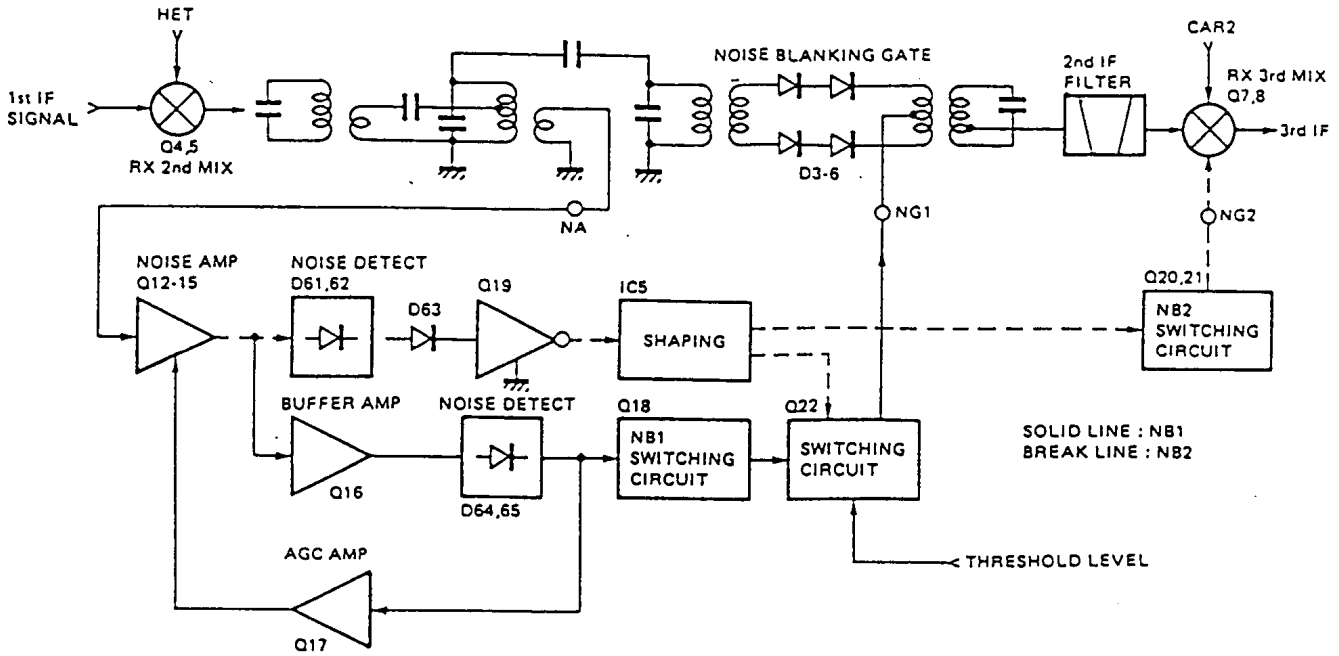 HET
1st IF
SIGNAL
Q4,5
RX 2nd MIX
NOISE BLANKING GATE
D3-6
2nd IF
FILTER
CAR2
RX 3rd MIX
Q7,8
3rd IF
NA
NG1
NG2
NOISE AMP
Q12-15
NOISE DETECT
D61,62
D63
Q19
IC5
SHAPING
Q20,21
NB2
SWITCHING
CIRCUIT
BUFFER AMP
Q16
NOISE DETECT
D64,65
Q18
NB1
SWITCHING
CIRCUIT
Q22
SWITCHING
CIRCUIT
SOLID LINE : NB1
BREAK LINE : NB2
AGC AMP
Q17
THRESHOLD LEVEL